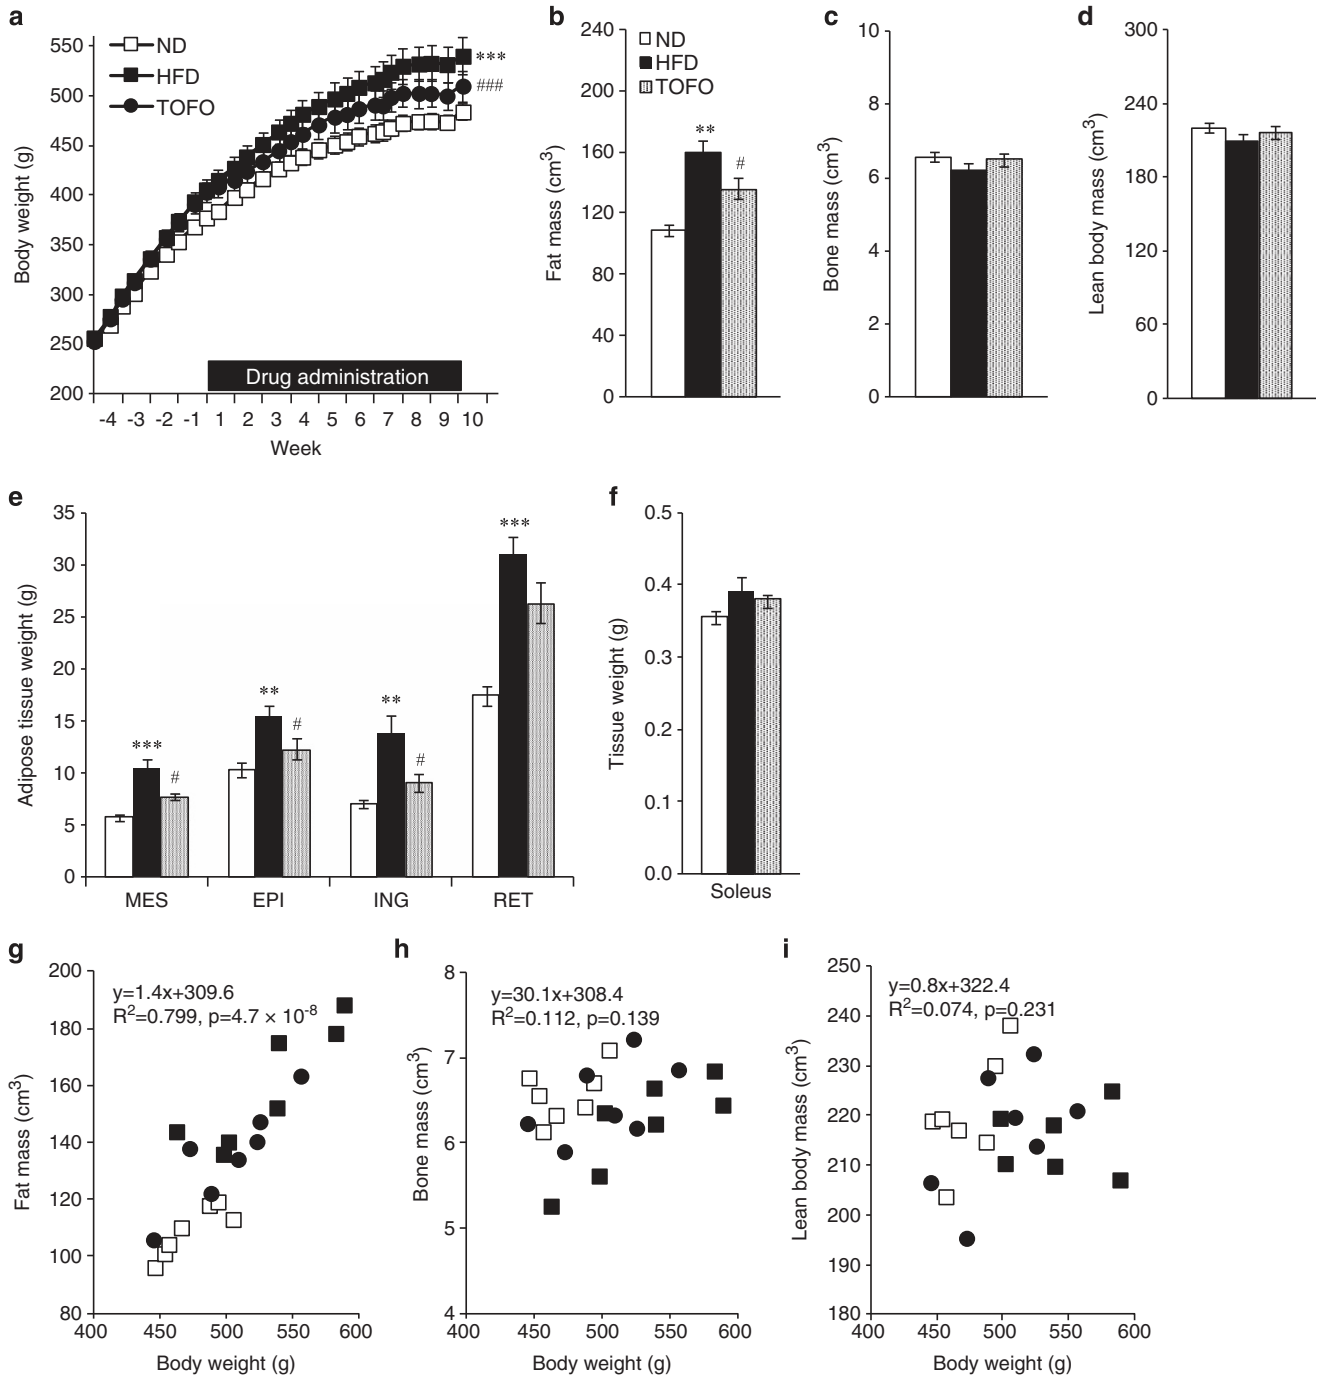 a
550
500
450
400
350
300
250
200
Body weight (g)
ND
HFD
TOFO
***
###
Drug administration
-4 -3 -2 -1 1 2 3 4 5 6 7 8 9 10
Week
b
240
200
160
120
80
40
0
Fat mass (cm3)
ND
HFD
TOFO
**
#
c
10
8
6
4
2
0
Bone mass (cm3)
d
300
240
180
120
60
0
Lean body mass (cm3)
e
35
30
25
20
15
10
5
0
Adipose tissue weight (g)
***
#
**
#
**
#
***
MES EPI ING RET
f
0.5
0.4
0.3
0.2
0.1
0.0
Tissue weight (g)
Soleus
g
200
180
160
140
120
100
80
Fat mass (cm3)
y=1.4x+309.6
R2=0.799, p=4.7 × 10-8
400 450 500 550 600
Body weight (g)
h
8
7
6
5
4
Bone mass (cm3)
y=30.1x+308.4
R2=0.112, p=0.139
400 450 500 550 600
Body weight (g)
i
250
240
230
220
210
200
190
180
Lean body mass (cm3)
y=0.8x+322.4
R2=0.074, p=0.231
400 450 500 550 600
Body weight (g)